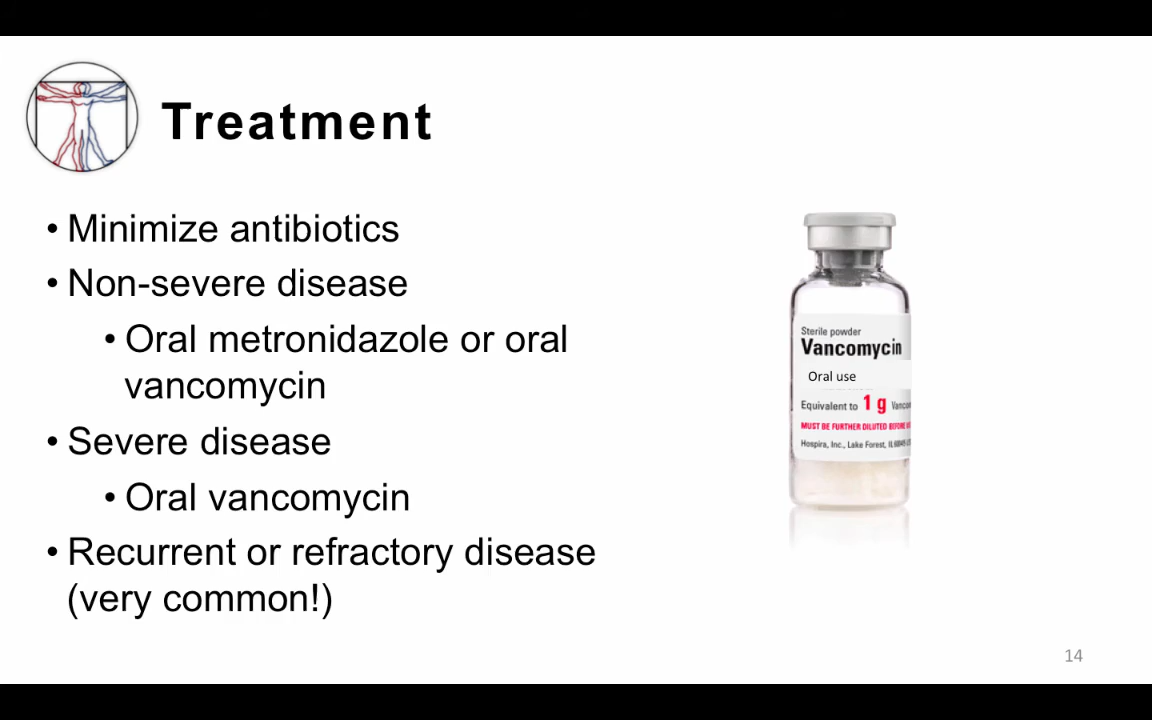 Treatment
• Minimize antibiotics
• Non-severe disease
• Oral metronidazole or oral
vancomycin
• Severe disease
• Oral vancomycin
• Recurrent or refractory disease
(very common!)
Sterile powder
Vancomycin
Oral use
Equivalent to 1 g
MUST BE FURTHER DILUTED BEFORE
Hospira, Inc., Lake Forest, IL
14